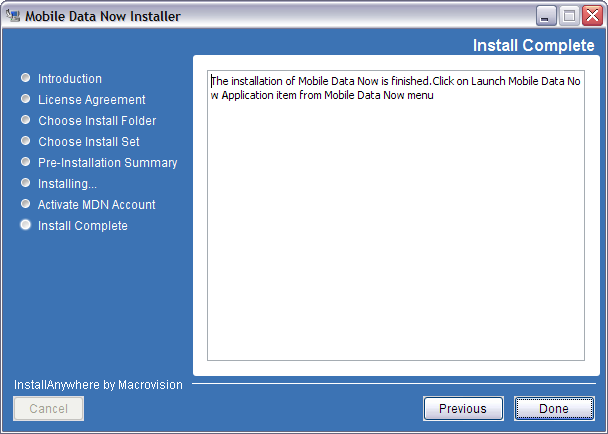 Mobile Data Now Installer
Install Complete
Introduction
License Agreement
Choose Install Folder
Choose Install Set
Pre-Installation Summary
Installing...
Activate MDN Account
Install Complete
The installation of Mobile Data Now is finished.Click on Launch Mobile Data No
w Application item from Mobile Data Now menu
InstallAnywhere by Macrovision
Cancel
Previous
Done